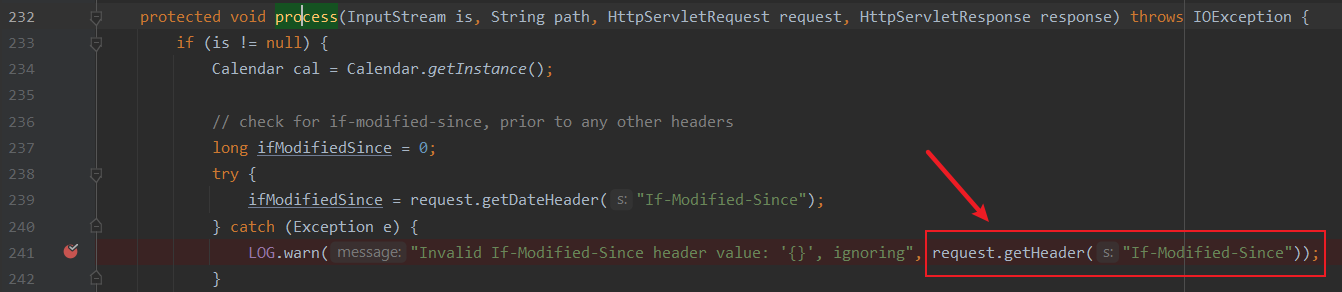 232 protected void process(InputStream is, String path, HttpServletRequest request, HttpServletResponse response) throws IOException {
233 if (is != null) {
234 Calendar cal = Calendar.getInstance();
235
236 // check for if-modified-since, prior to any other headers
237 long ifModifiedSince = 0;
238 try {
239 ifModifiedSince = request.getDateHeader( s: "If-Modified-Since");
240 } catch (Exception e) {
241 LOG.warn( message: "Invalid If-Modified-Since header value: '{}', ignoring", request.getHeader( s: "If-Modified-Since"));
242 }